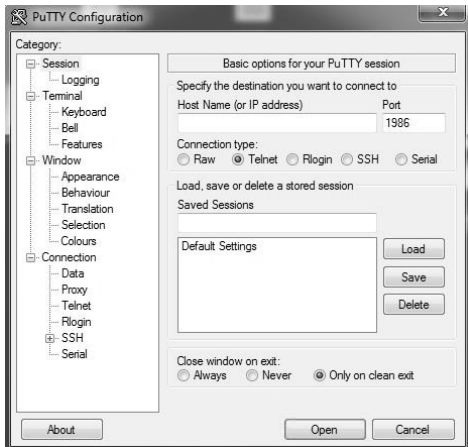 PuTTY Configuration
Category:
Session
Logging
Terminal
Keyboard
Bell
Features
Window
Appearance
Behaviour
Translation
Selection
Colours
Connection
Data
Proxy
Telnet
Rlogin
SSH
Serial
Basic options for your PuTTY session
Specify the destination you want to connect to
Host Name (or IP address) Port
1986
Connection type:
Raw Telnet Rlogin SSH Serial
Load, save or delete a stored session
Saved Sessions
Default Settings
Load
Save
Delete
Close window on exit:
Always Never Only on clean exit
About Open Cancel